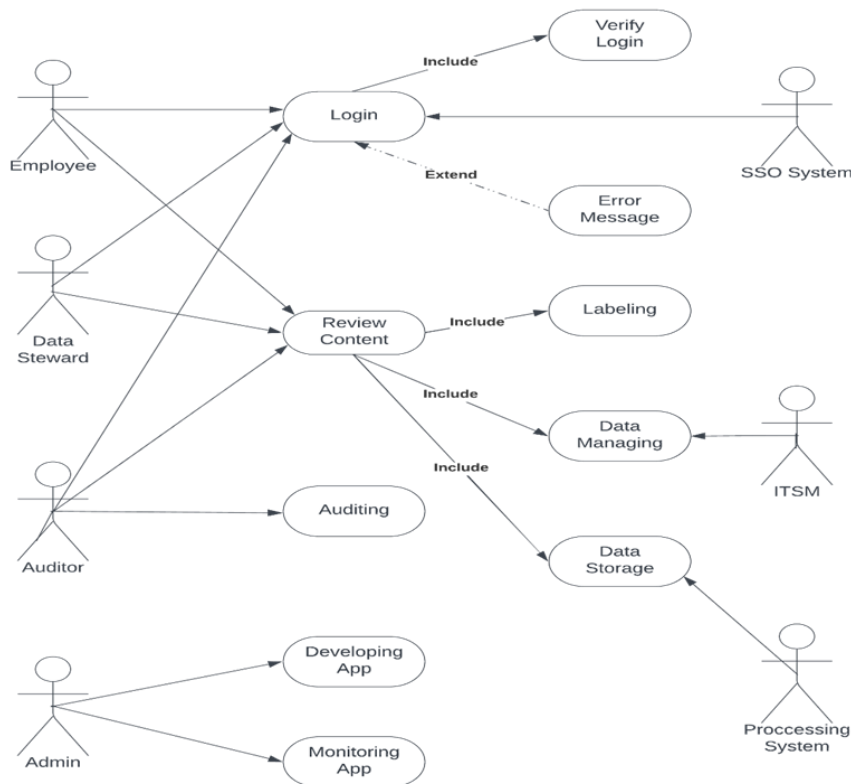 Verify
Login
Include
Login
Employee
SSO System
Extend
Error
Message
Data
Steward
Review
Content
Include
Labeling
Include
Data
Managing
ITSM
Include
Auditor
Auditing
Data
Storage
Developing
App
Admin
Monitoring
App
Proccessing
System